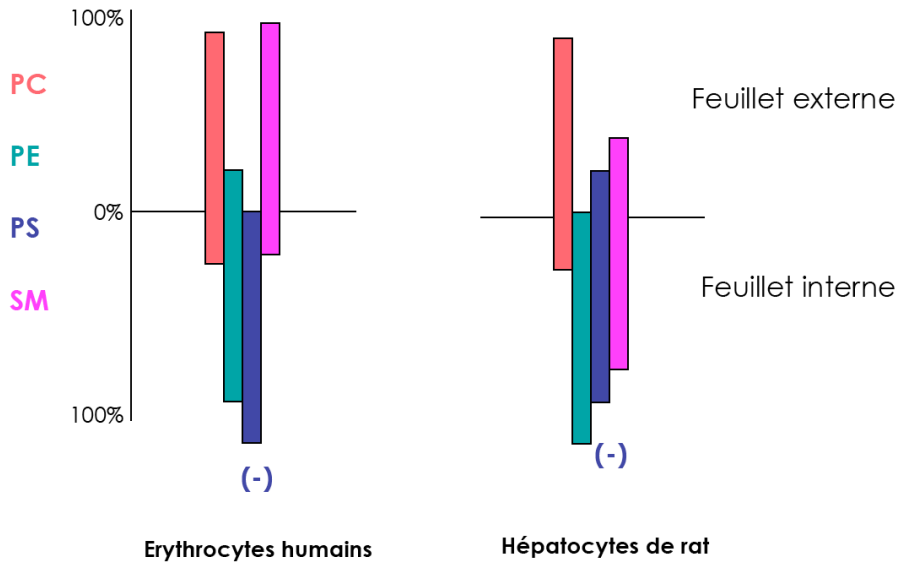 100%
PC
Feuillet externe
PE
0%
PS
Feuillet interne
SM
100%
(-)
(-)
Erythrocytes humains
Hépatocytes de rat